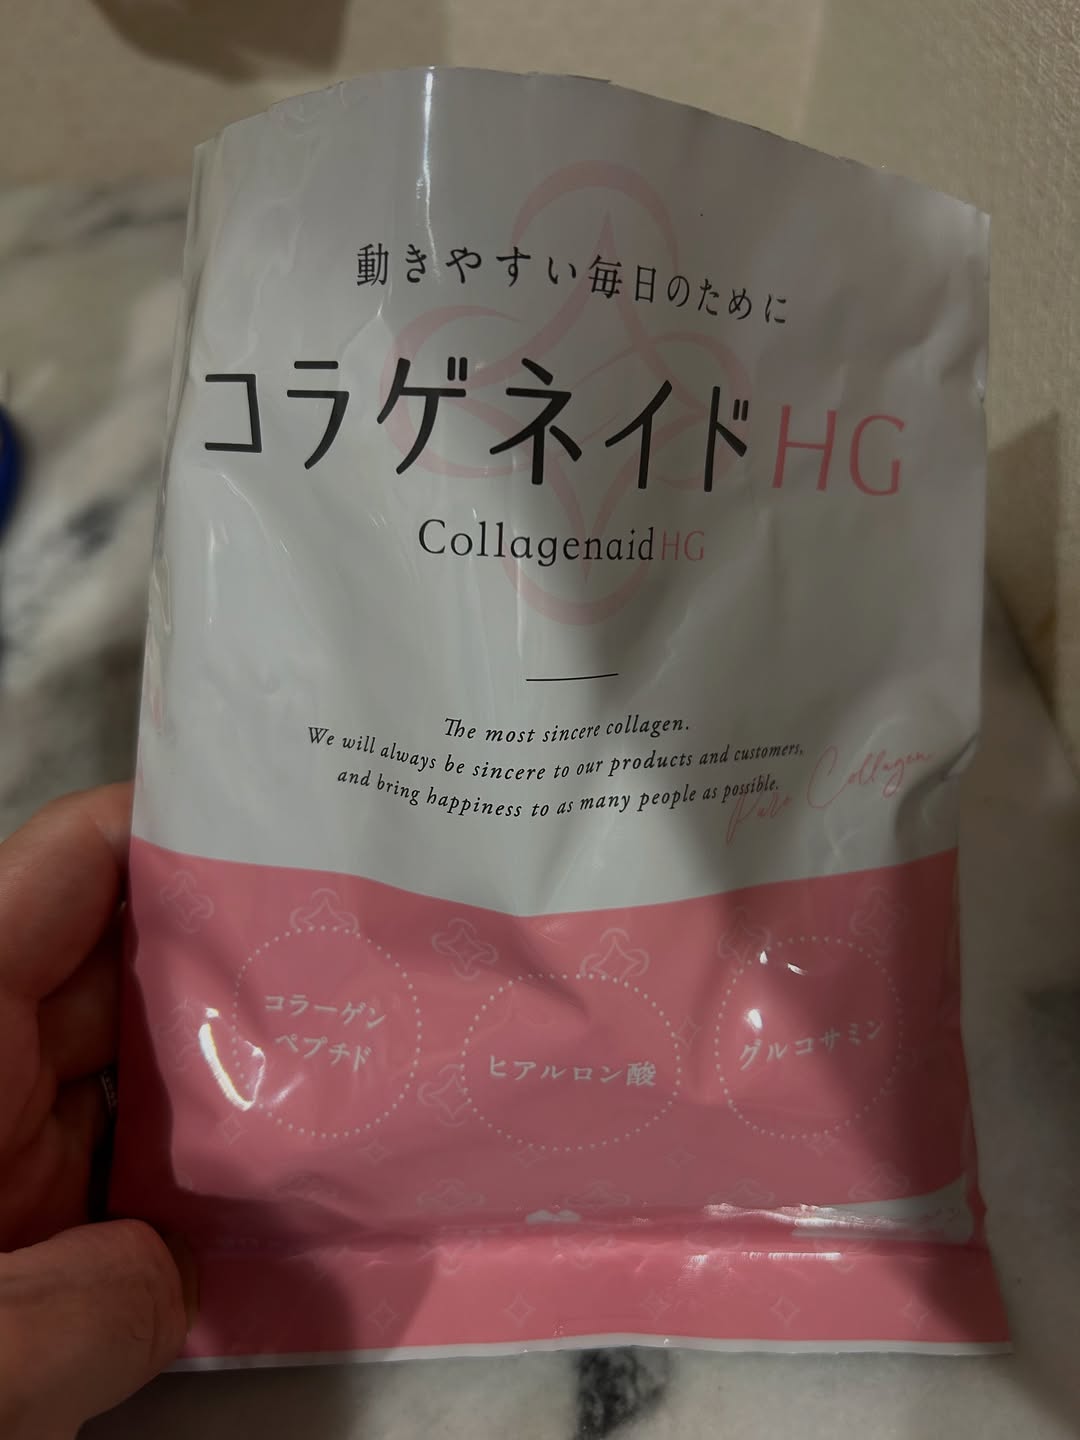 動きやすい毎日のために
コラゲネイドHG
CollagenaidHG
The most sincere collagen.
We will always be sincere to our products and customers,
and bring happiness to as many people as possible.
Pure Collagen
コラーゲン
ペプチド
ヒアルロン酸
グルコサミン